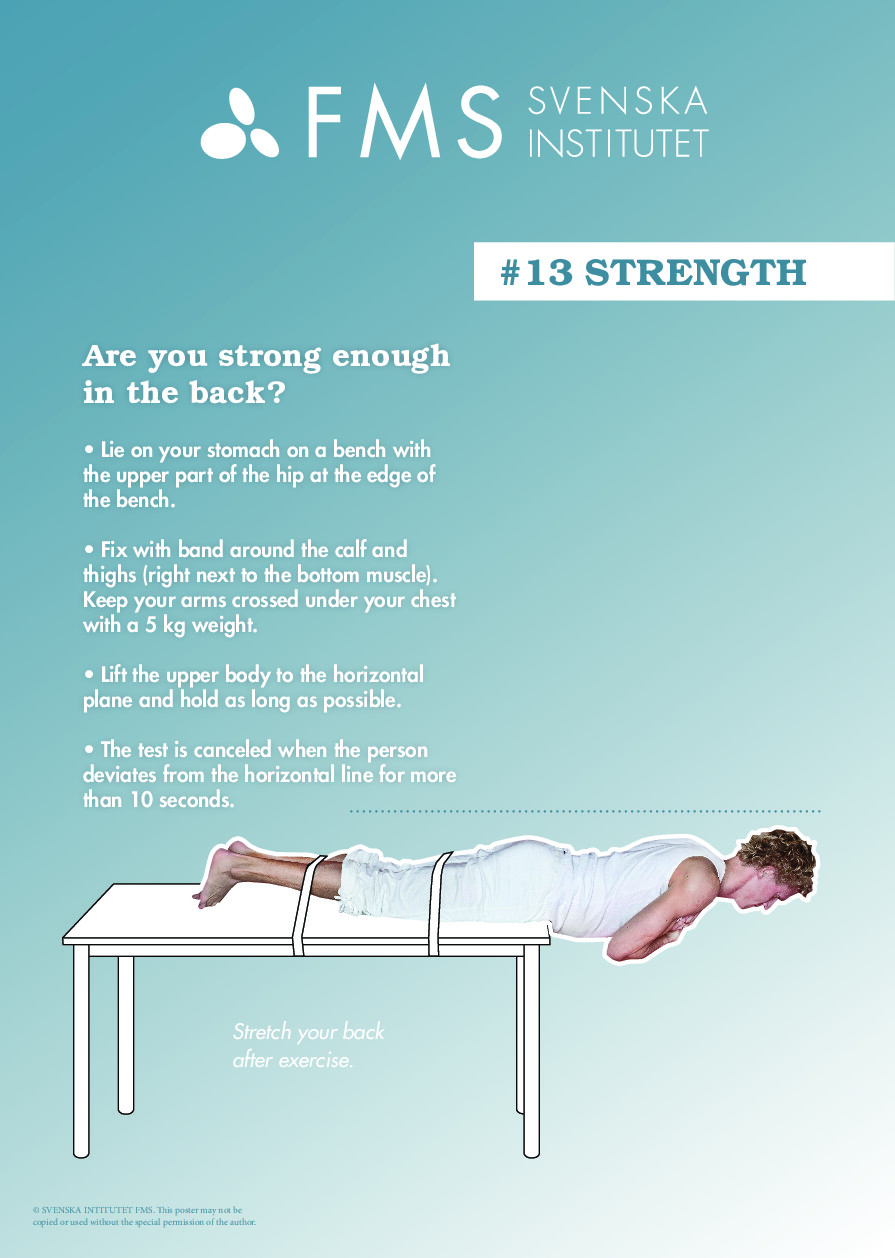 FMS SVENSKA
INSTITUTET
#13 STRENGTH
Are you strong enough
in the back?
• Lie on your stomach on a bench with
the upper part of the hip at the edge of
the bench.
• Fix with band around the calf and
thighs (right next to the bottom muscle).
Keep your arms crossed under your chest
with a 5 kg weight.
• Lift the upper body to the horizontal
plane and hold as long as possible.
• The test is canceled when the person
deviates from the horizontal line for more
than 10 seconds.
Stretch your back
after exercise.
© SVENSKA INTITUTET FMS. This poster may not be
copied or used without the special permission of the author.